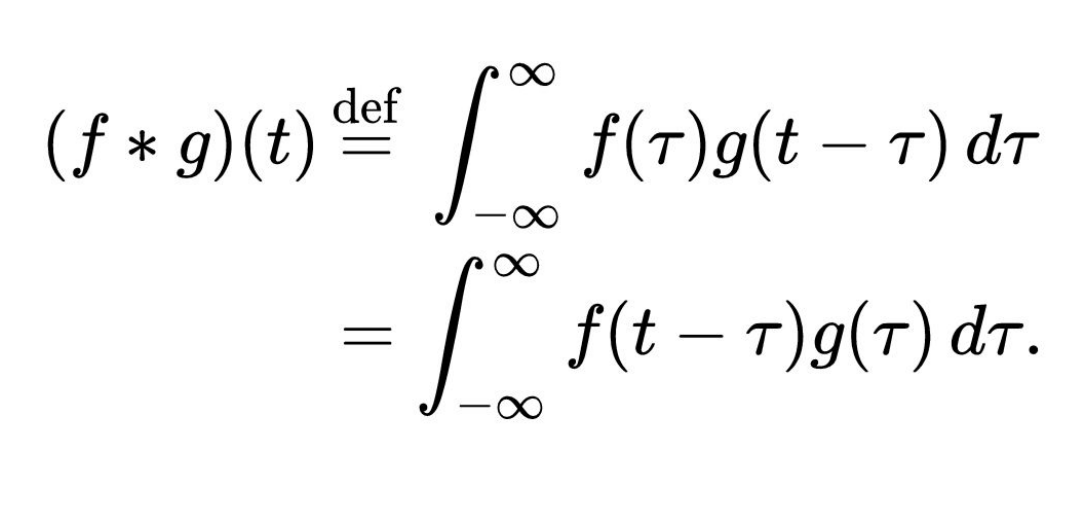 (f ∗ g)(t) ≝ ∫_{−∞}^{∞} f(τ)g(t − τ) dτ
= ∫_{−∞}^{∞} f(t − τ)g(τ) dτ.